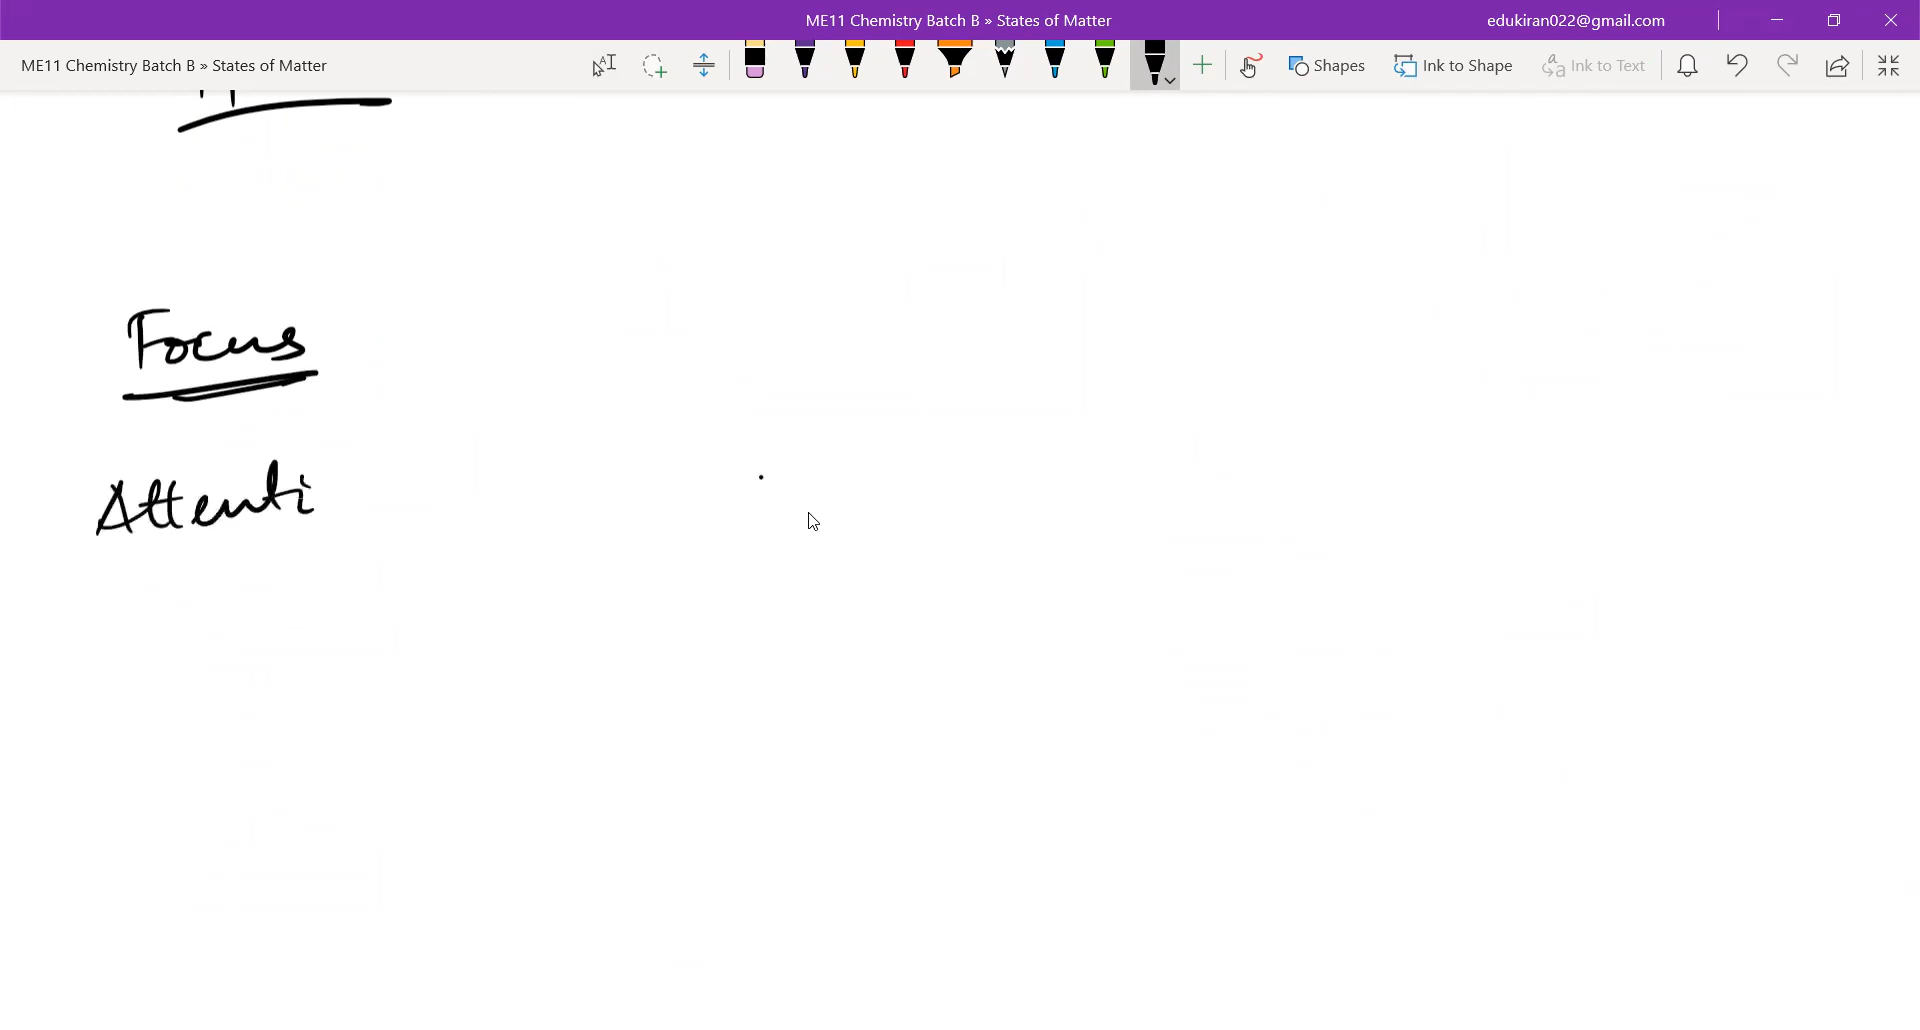 ME11 Chemistry Batch B » States of Matter
edukiran022@gmail.com
ME11 Chemistry Batch B » States of Matter
Shapes
Ink to Shape
Ink to Text
Focus
Attenti